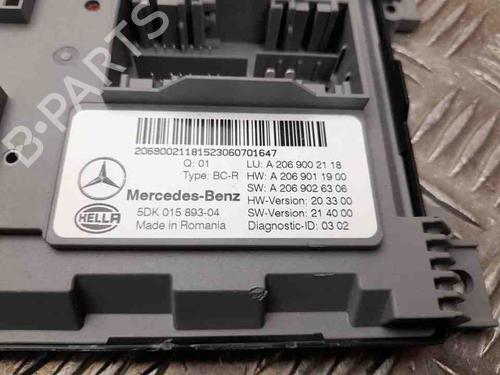 B-PARTS
20690021181523060701647
Q: 01
Type: BC-R
Mercedes-Benz
HELLA
5DK 015 893-04
Made in Romania
LU: A 206 900 21 18
HW: A 206 901 19 00
SW: A 206 902 63 06
HW-Version: 20 33 00
SW-Version: 21 40 00
Diagnostic-ID: 03 02